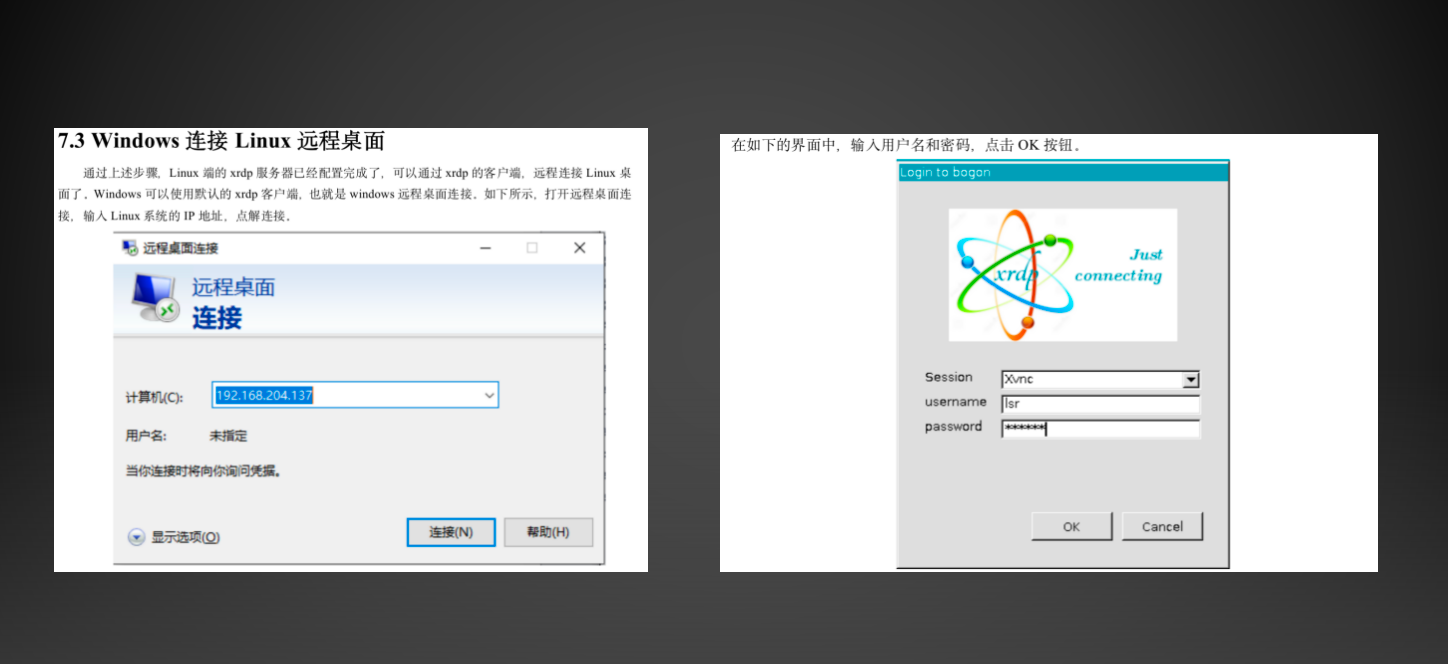 7.3 Windows 连接 Linux 远程桌面
通过上述步骤，Linux 端的 xrdp 服务器已经配置完成了，可以通过 xrdp 的客户端，远程连接 Linux 桌
面了。Windows 可以使用默认的 xrdp 客户端，也就是 windows 远程桌面连接。如下所示，打开远程桌面连
接，输入 Linux 系统的 IP 地址，点解连接。
远程桌面连接
远程桌面
连接
计算机(C):
192.168.204.137
用户名:
未指定
当你连接时将向你询问凭据。
显示选项(O)
连接(N)
帮助(H)
在如下的界面中，输入用户名和密码，点击 OK 按钮。
Login to bogon
xrdp
Just
connecting
Session
Xvnc
username
lsr
password
******
OK
Cancel